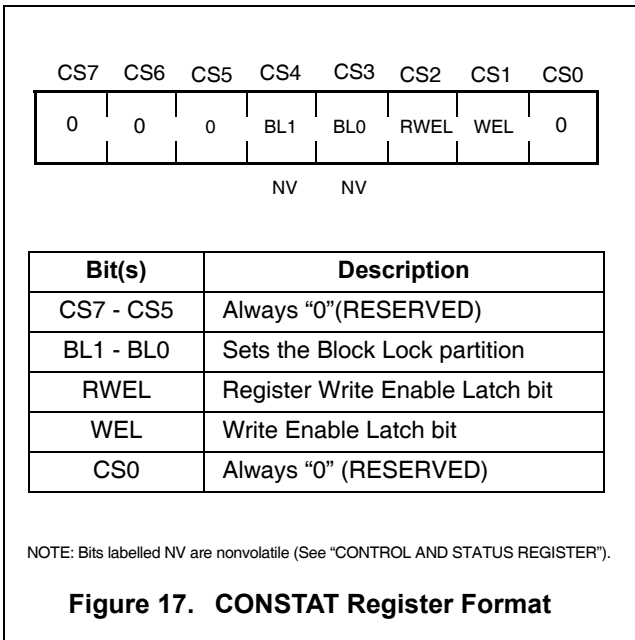 CS7 CS6 CS5 CS4 CS3 CS2 CS1 CS0
0 0 0 BL1 BL0 RWEL WEL 0
NV NV
Bit(s) Description
CS7 - CS5 Always “0”(RESERVED)
BL1 - BL0 Sets the Block Lock partition
RWEL Register Write Enable Latch bit
WEL Write Enable Latch bit
CS0 Always “0” (RESERVED)
NOTE: Bits labelled NV are nonvolatile (See “CONTROL AND STATUS REGISTER”).
Figure 17. CONSTAT Register Format